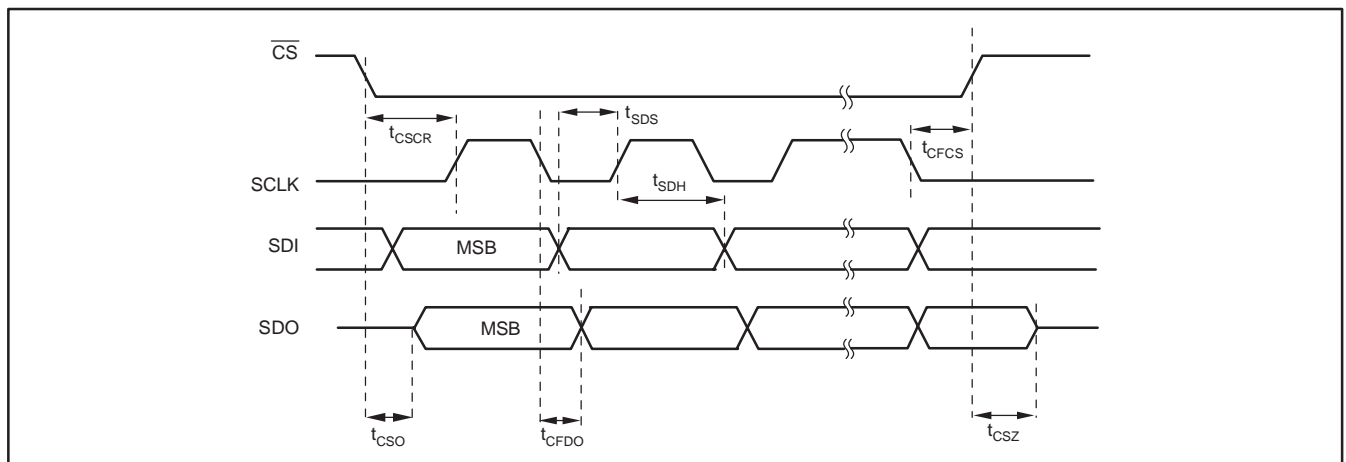 CS
tSDS
tCSCR
tCFCS
SCLK
tSDH
SDI
MSB
SDO
MSB
tCSO
tCFDO
tCSZ